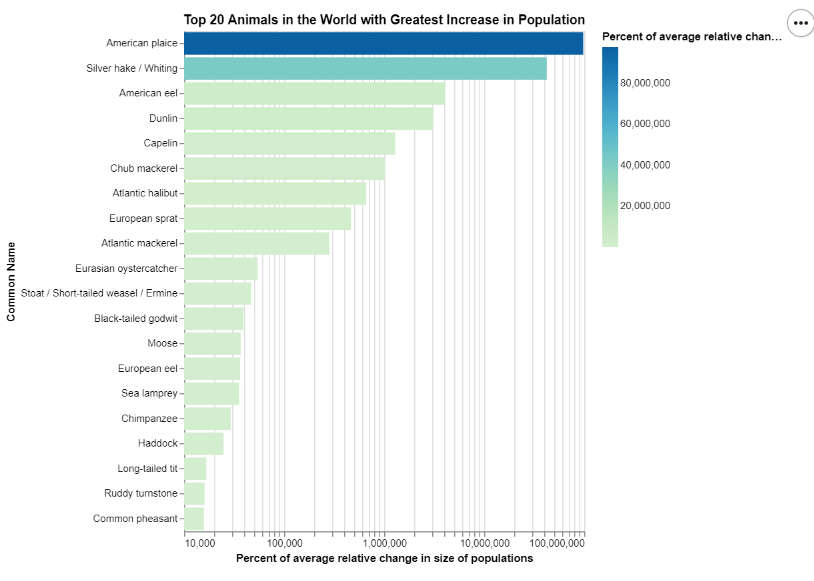 Top 20 Animals in the World with Greatest Increase in Population
Percent of average relative chan…
80,000,000
60,000,000
40,000,000
20,000,000
Common Name
American plaice
Silver hake / Whiting
American eel
Dunlin
Capelin
Chub mackerel
Atlantic halibut
European sprat
Atlantic mackerel
Eurasian oystercatcher
Stoat / Short-tailed weasel / Ermine
Black-tailed godwit
Moose
European eel
Sea lamprey
Chimpanzee
Haddock
Long-tailed tit
Ruddy turnstone
Common pheasant
10,000 100,000 1,000,000 10,000,000 100,000,000
Percent of average relative change in size of populations